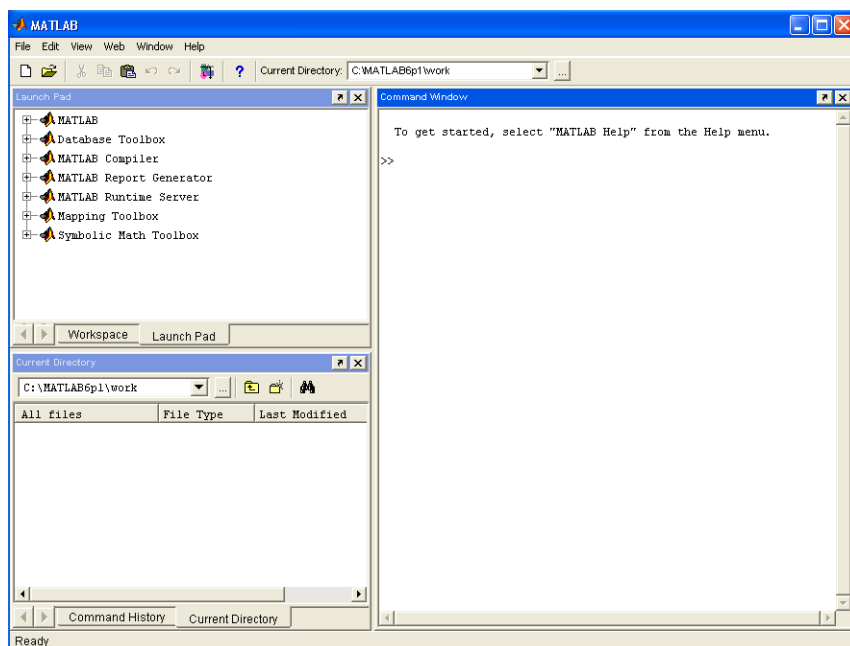 MATLAB
File Edit View Web Window Help
? Current Directory: C:\MATLAB6p1\work ...
Launch Pad
MATLAB
Database Toolbox
MATLAB Compiler
MATLAB Report Generator
MATLAB Runtime Server
Mapping Toolbox
Symbolic Math Toolbox
Workspace Launch Pad
Current Directory
C:\MATLAB6p1\work ...
All files File Type Last Modified
Command History Current Directory
Command Window
To get started, select "MATLAB Help" from the Help menu.
>>
Ready